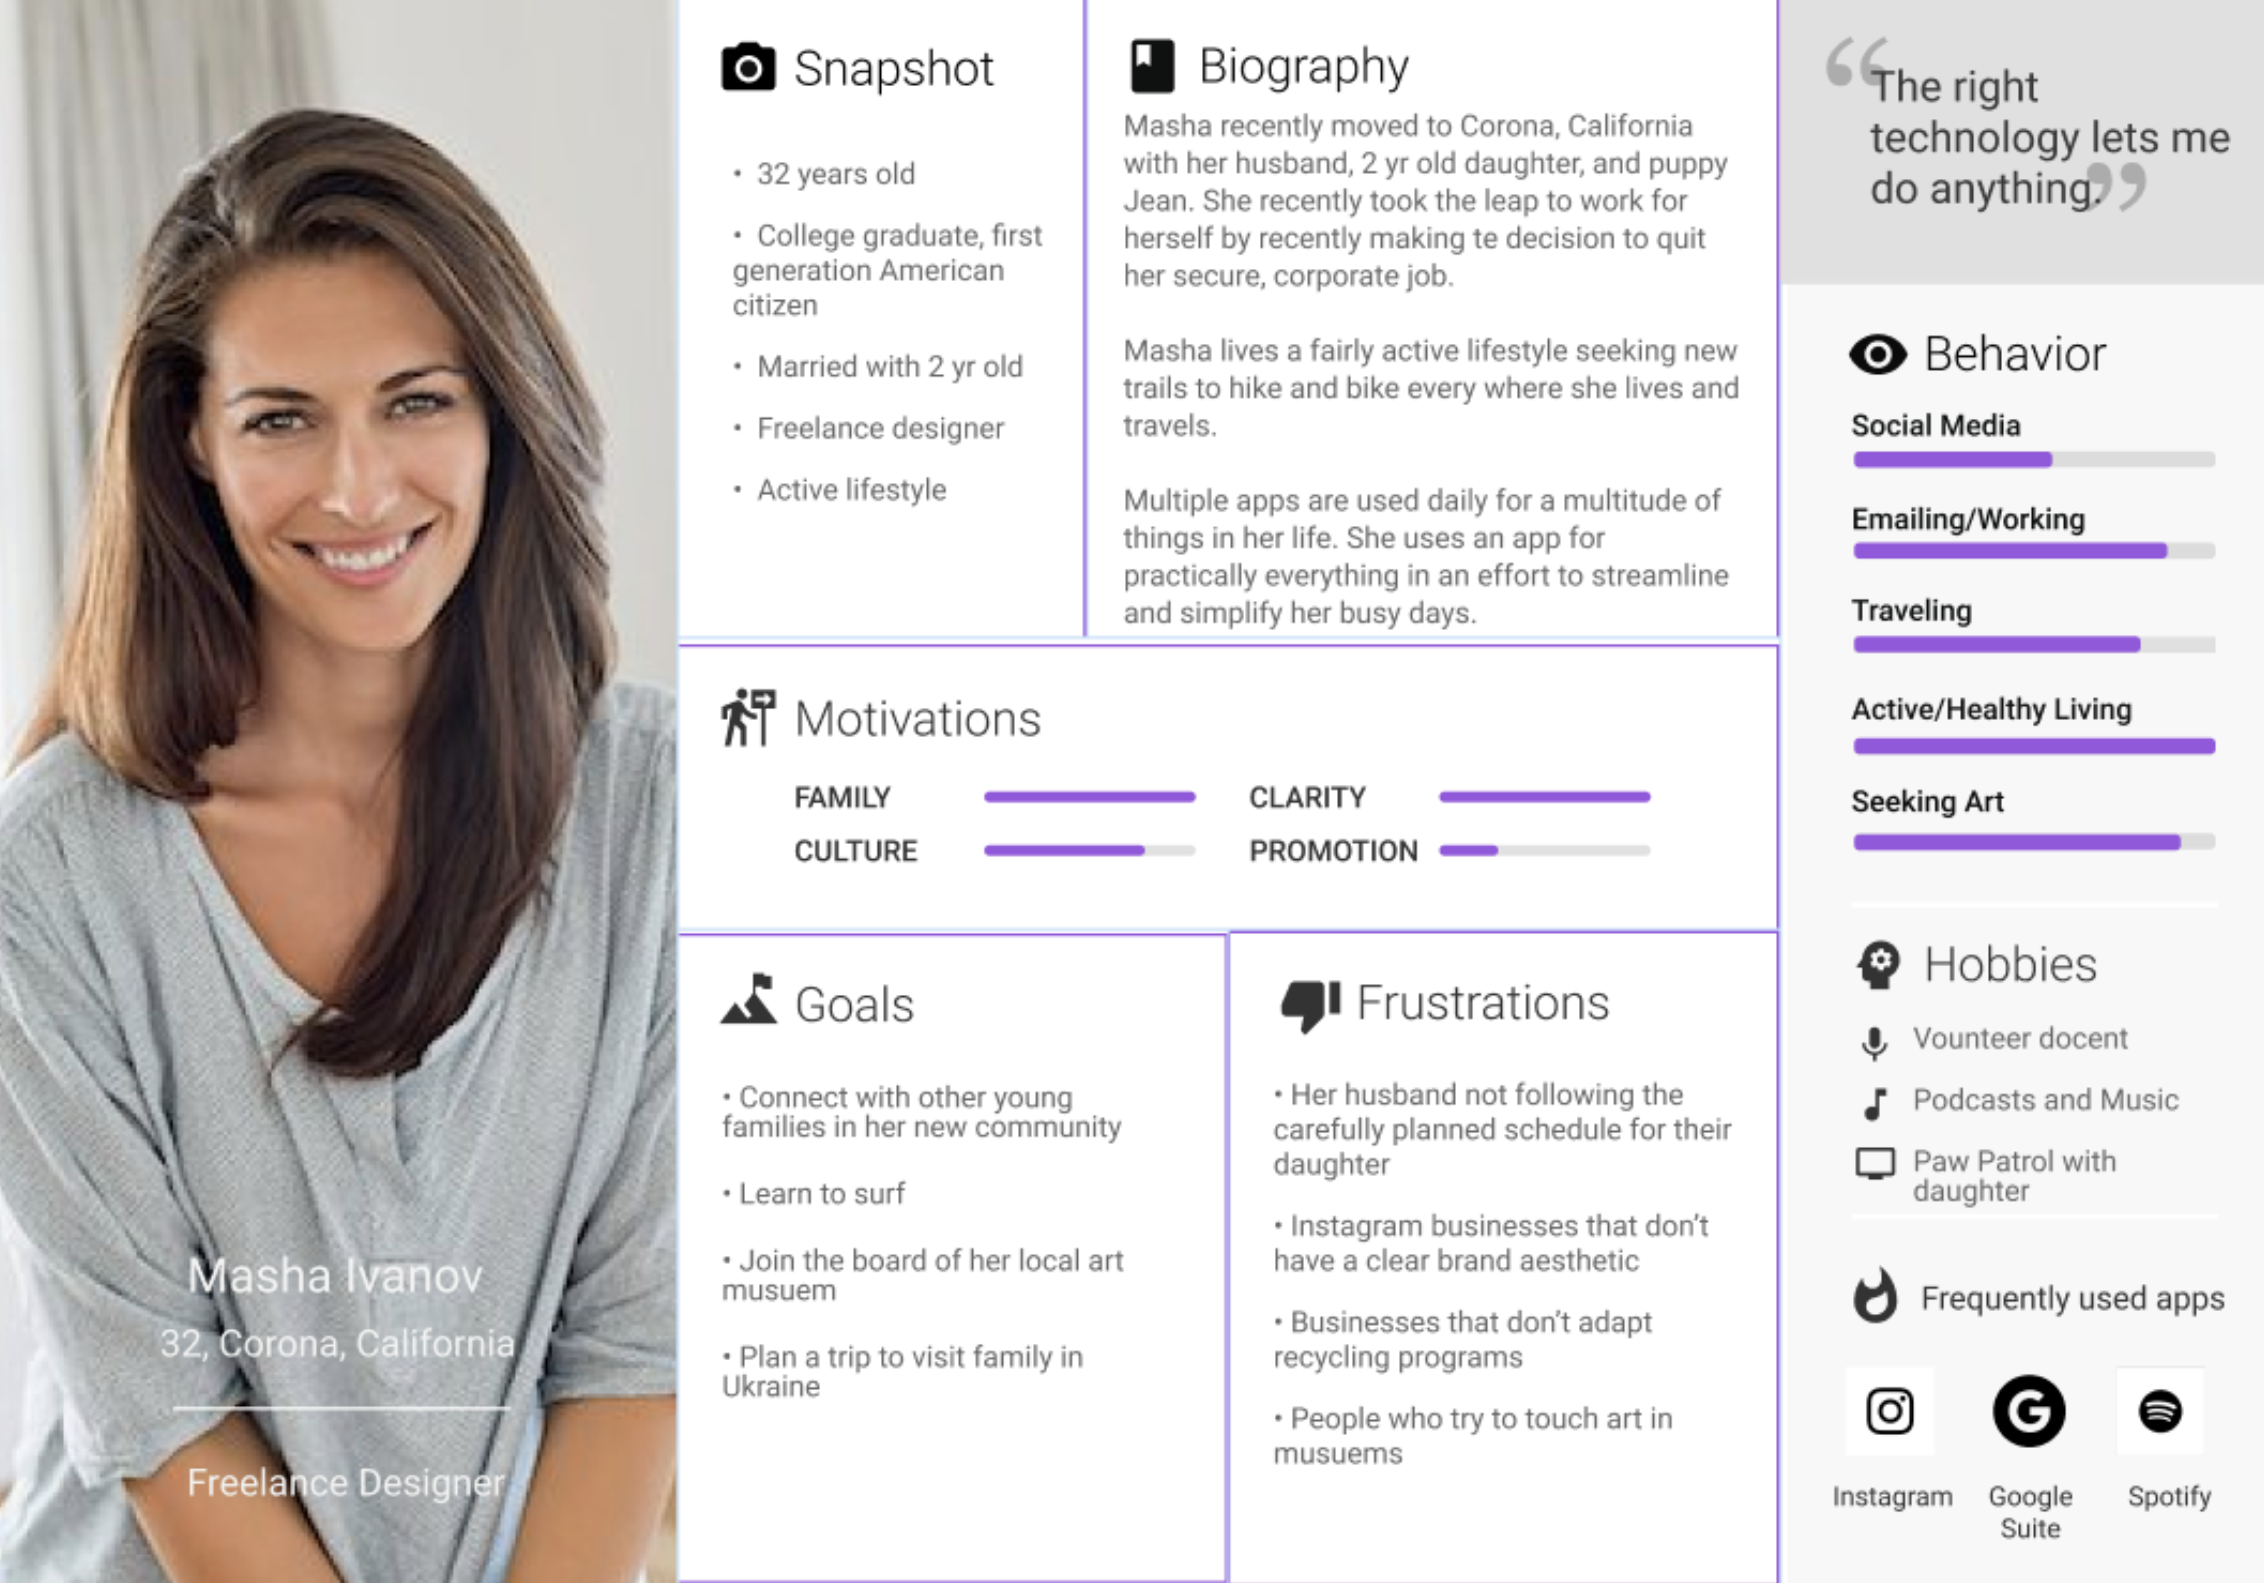 Masha Ivanov
32, Corona, California
Freelance Designer
Snapshot
• 32 years old
• College graduate, first
generation American
citizen
• Married with 2 yr old
• Freelance designer
• Active lifestyle
Biography
Masha recently moved to Corona, California
with her husband, 2 yr old daughter, and puppy
Jean. She recently took the leap to work for
herself by recently making te decision to quit
her secure, corporate job.
Masha lives a fairly active lifestyle seeking new
trails to hike and bike every where she lives and
travels.
Multiple apps are used daily for a multitude of
things in her life. She uses an app for
practically everything in an effort to streamline
and simplify her busy days.
Motivations
FAMILY
CLARITY
CULTURE
PROMOTION
Goals
• Connect with other young
families in her new community
• Learn to surf
• Join the board of her local art
musuem
• Plan a trip to visit family in
Ukraine
Frustrations
• Her husband not following the
carefully planned schedule for their
daughter
• Instagram businesses that don't
have a clear brand aesthetic
• Businesses that don't adapt
recycling programs
• People who try to touch art in
musuems
“The right
technology lets me
do anything.”
Behavior
Social Media
Emailing/Working
Traveling
Active/Healthy Living
Seeking Art
Hobbies
Vounteer docent
Podcasts and Music
Paw Patrol with
daughter
Frequently used apps
G
Instagram
Google
Suite
Spotify